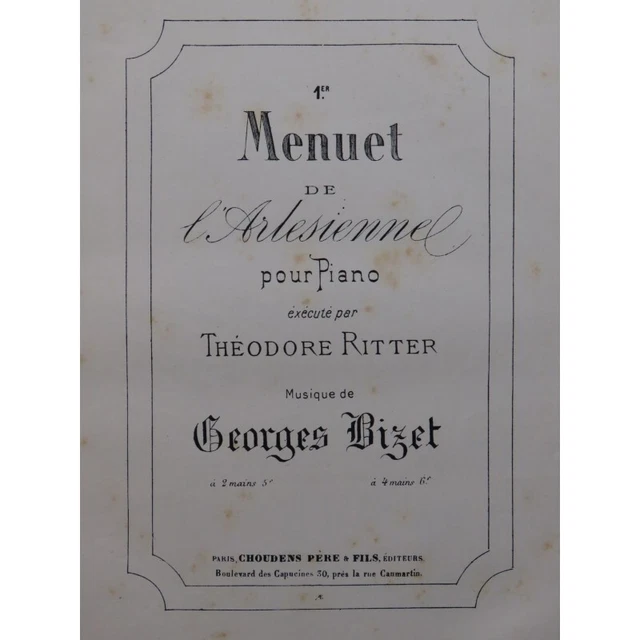 1.ER
Menuet
DE
l'Arlesienne
pour Piano
éxécuté par
THÉODORE RITTER
Musique de
Georges Bizet
à 2 mains 5f à 4 mains 6f
PARIS, CHOUDENS PÈRE & FILS, ÉDITEURS.
Boulevard des Capucines 30, près la rue Caumartin.
A.